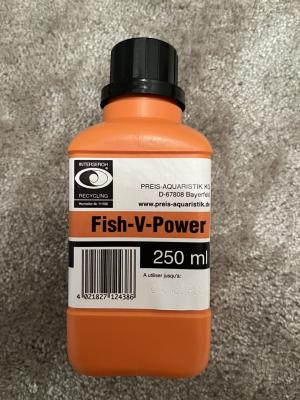 INTERSEROH
RECYCLING
PREIS-AQUARISTIK KG
D-67808 Bayerfeld
www.preis-aquaristik.de
Fish-V-Power
250 ml
A utiliser jusqu'à:
4 021827 124386